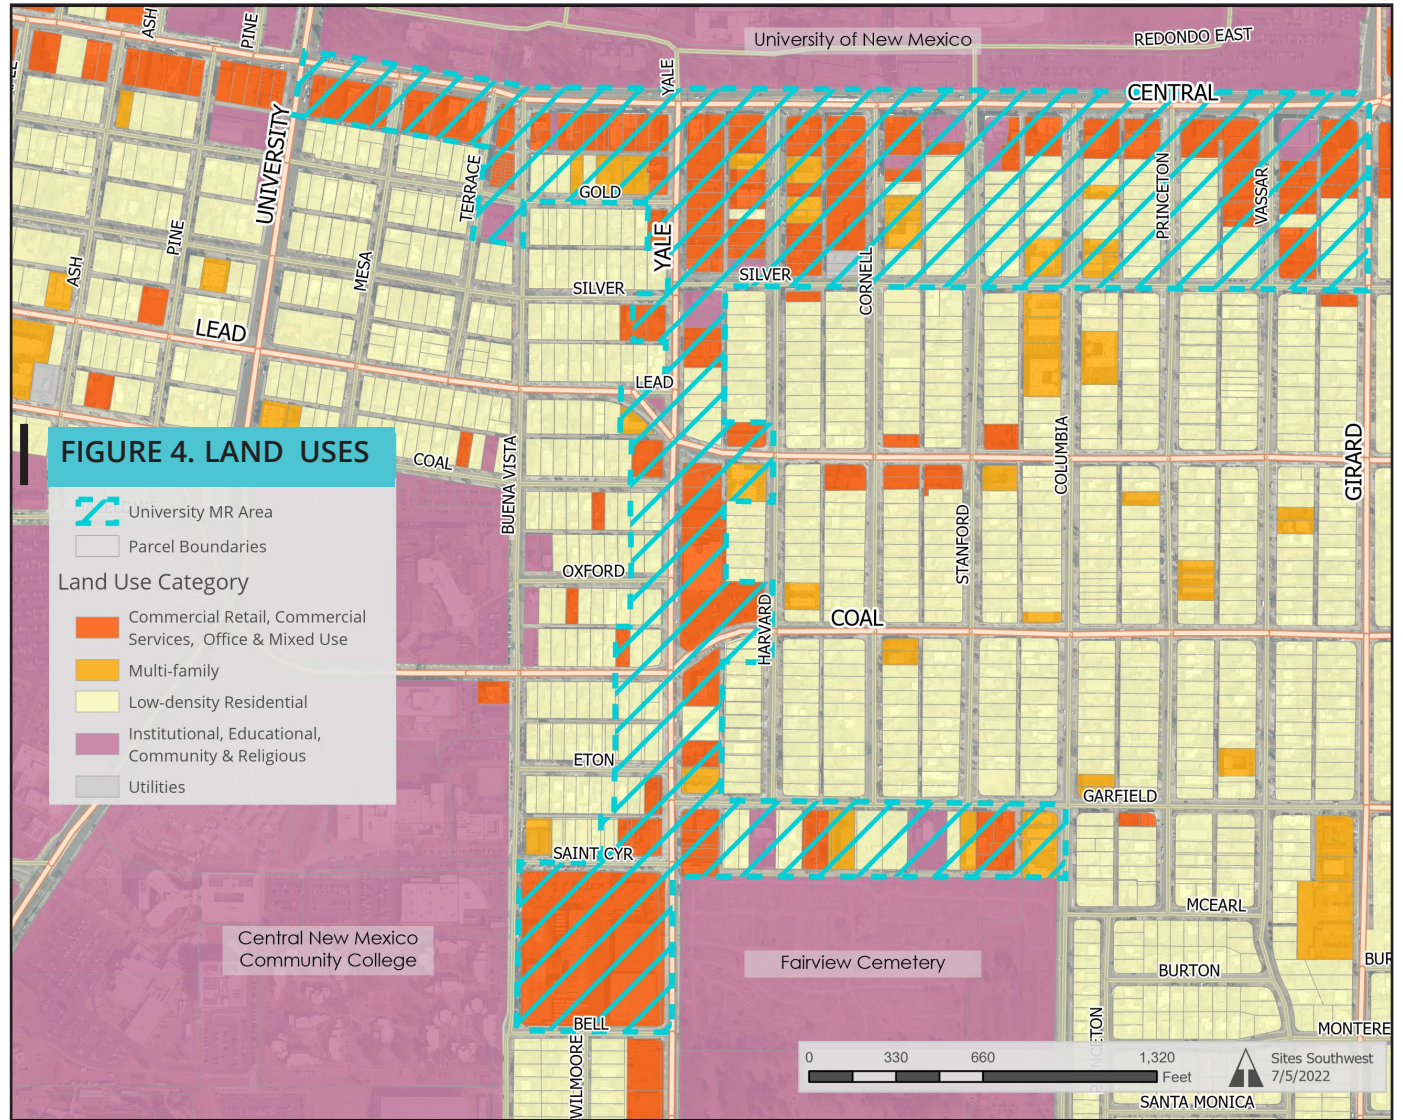 ASH
PINE
University of New Mexico
REDONDO EAST
YALE
CENTRAL
UNIVERSITY
TERRACE
GOLD
PRINCETON
VASSAR
PINE
ASH
MESA
YALE
SILVER
SILVER
CORNELL
LEAD
LEAD
FIGURE 4. LAND USES
University MR Area
Parcel Boundaries
Land Use Category
Commercial Retail, Commercial
Services, Office & Mixed Use
Multi-family
Low-density Residential
Institutional, Educational,
Community & Religious
Utilities
COAL
BUENA VISTA
COLUMBIA
GIRARD
STANFORD
OXFORD
HARVARD
COAL
ETON
GARFIELD
SAINT CYR
MCEARL
Central New Mexico
Community College
Fairview Cemetery
BURTON
BUR
BELL
WILMOORE
MONTERE
0 330 660 1,320
Feet
Sites Southwest
7/5/2022
SANTA MONICA